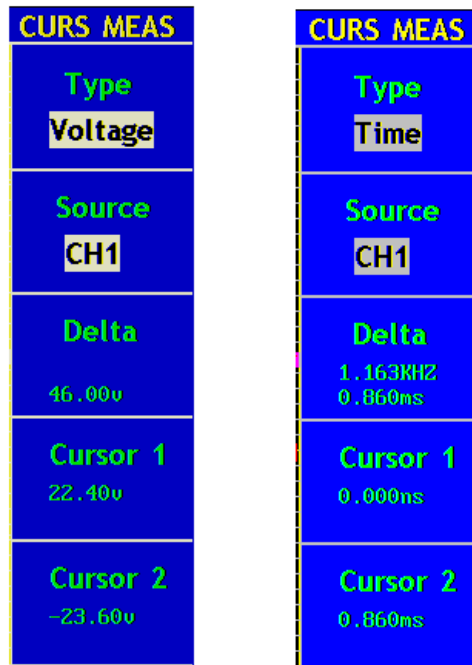 CURS MEAS
Type
Voltage
Source
CH1
Delta
46.00v
Cursor 1
22.40v
Cursor 2
-23.60v
CURS MEAS
Type
Time
Source
CH1
Delta
1.163KHZ
0.860ms
Cursor 1
0.000ns
Cursor 2
0.860ms